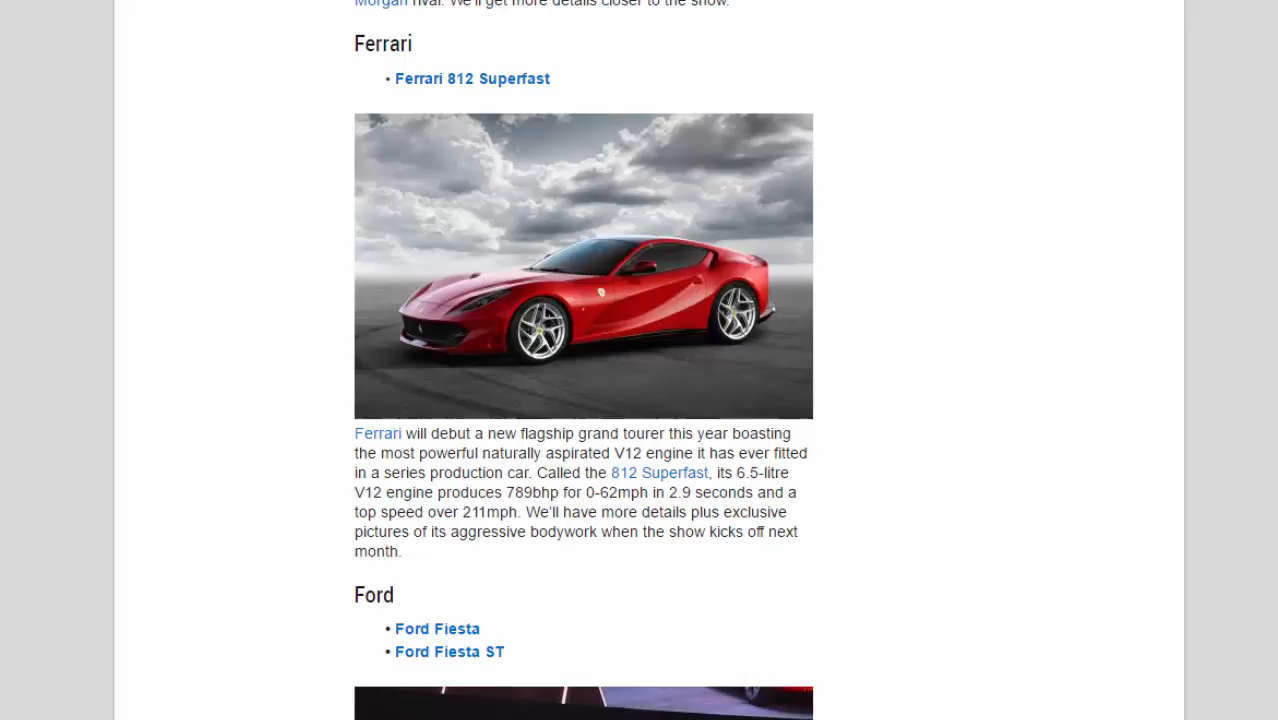 Morgan rival. We'll get more details closer to the show.
Ferrari
• Ferrari 812 Superfast
Ferrari will debut a new flagship grand tourer this year boasting
the most powerful naturally aspirated V12 engine it has ever fitted
in a series production car. Called the 812 Superfast, its 6.5-litre
V12 engine produces 789bhp for 0-62mph in 2.9 seconds and a
top speed over 211mph. We'll have more details plus exclusive
pictures of its aggressive bodywork when the show kicks off next
month.
Ford
• Ford Fiesta
• Ford Fiesta ST